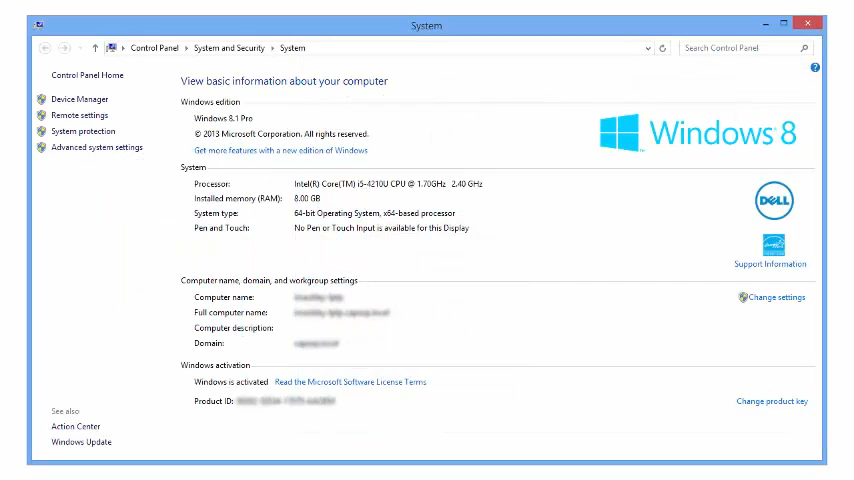 System
Control Panel
System and Security
System
Search Control Panel
Control Panel Home
Device Manager
Remote settings
System protection
Advanced system settings
View basic information about your computer
Windows edition
Windows 8.1 Pro
© 2013 Microsoft Corporation. All rights reserved.
Get more features with a new edition of Windows
Windows 8
System
Processor: Intel(R) Core(TM) i5-4210U CPU @ 1.70GHz 2.40 GHz
Installed memory (RAM): 8.00 GB
System type: 64-bit Operating System, x64-based processor
Pen and Touch: No Pen or Touch Input is available for this Display
DELL
Support Information
Computer name, domain, and workgroup settings
Computer name:
Change settings
Full computer name:
Computer description:
Domain:
Windows activation
Windows is activated Read the Microsoft Software License Terms
Product ID:
Change product key
See also
Action Center
Windows Update